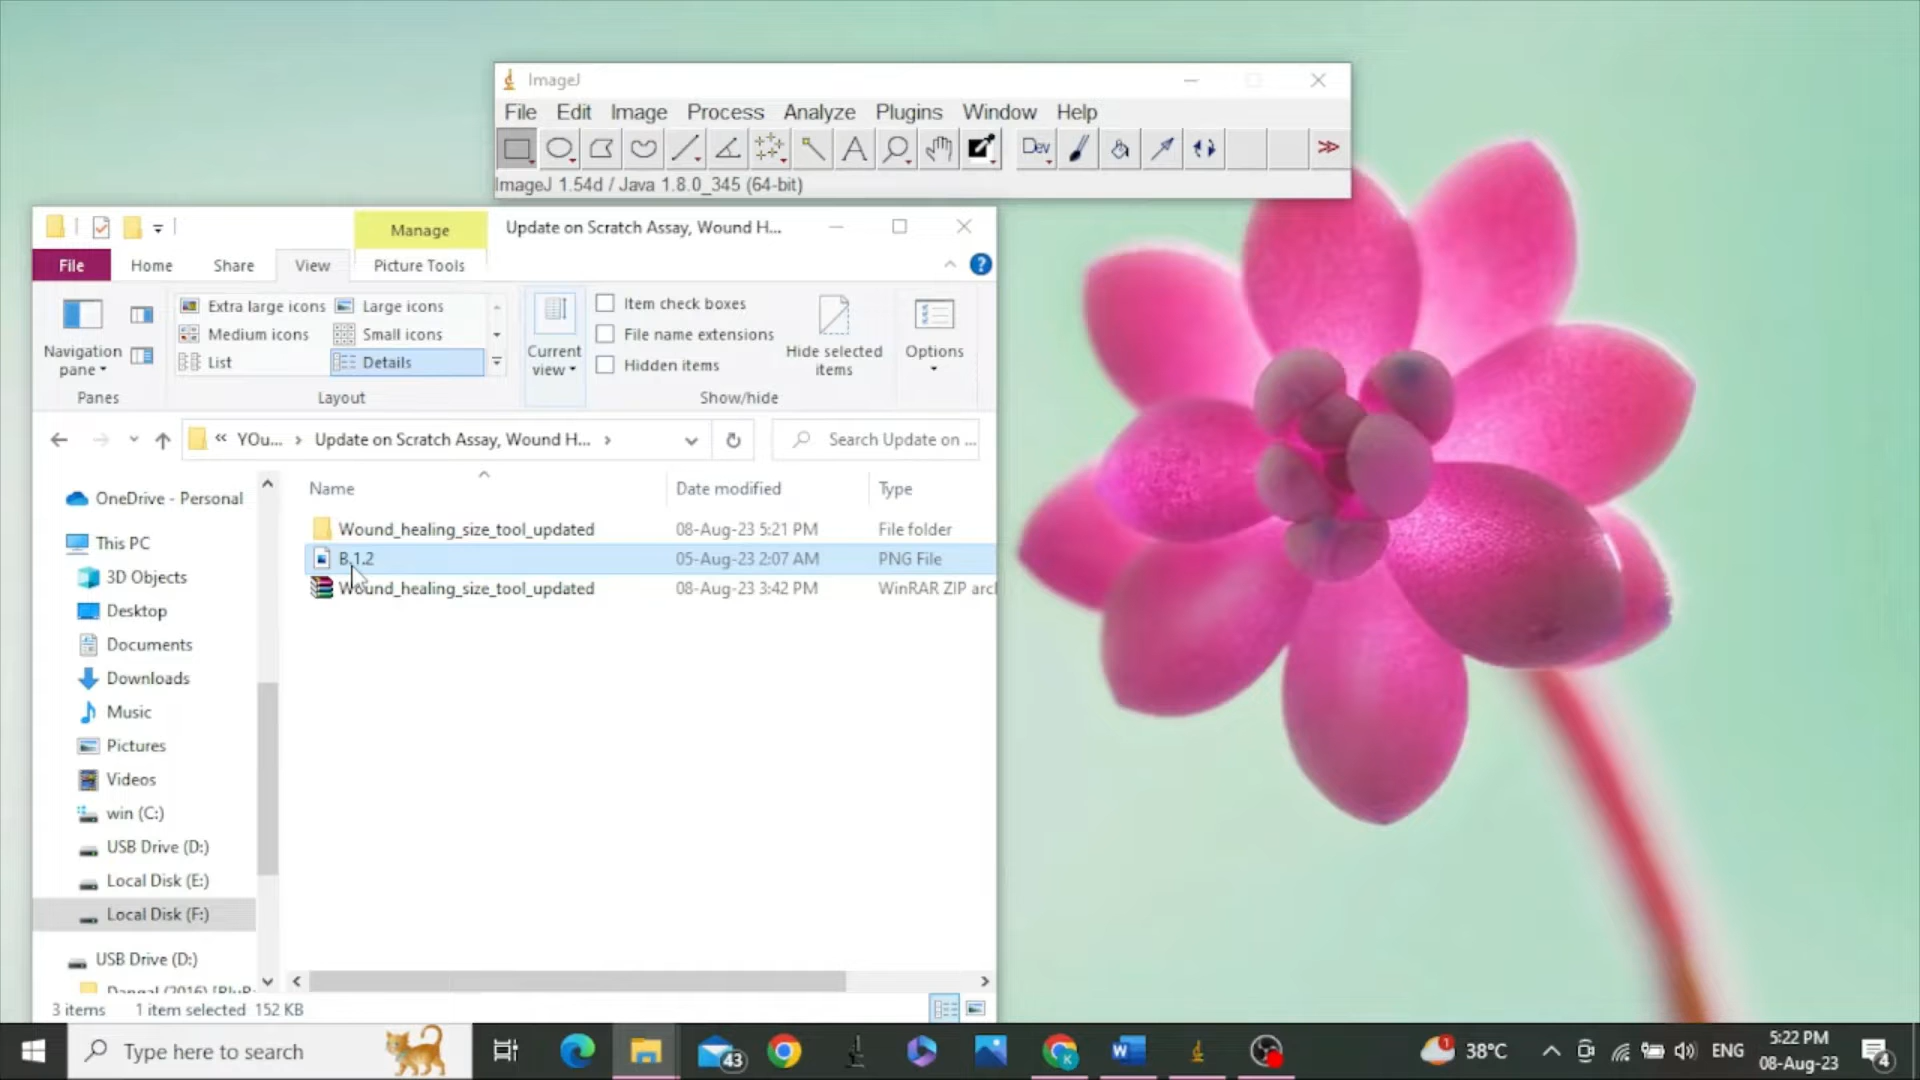 ImageJ
File Edit Image Process Analyze Plugins Window Help
Dev
ImageJ 1.54d / Java 1.8.0_345 (64-bit)
Manage
Update on Scratch Assay, Wound H...
File Home Share View Picture Tools
Extra large icons Large icons
Medium icons Small icons
List Details
Navigation pane
Current view
Item check boxes
File name extensions
Hidden items
Hide selected items
Options
Panes Layout Show/hide
« YOu... › Update on Scratch Assay, Wound H... ›
Search Update on ...
Name Date modified Type
Wound_healing_size_tool_updated 08-Aug-23 5:21 PM File folder
B.1.2 05-Aug-23 2:07 AM PNG File
Wound_healing_size_tool_updated 08-Aug-23 3:42 PM WinRAR ZIP arc
OneDrive - Personal
This PC
3D Objects
Desktop
Documents
Downloads
Music
Pictures
Videos
win (C:)
USB Drive (D:)
Local Disk (E:)
Local Disk (F:)
USB Drive (D:)
3 items 1 item selected 152 KB
Type here to search
43
38°C
ENG
5:22 PM
08-Aug-23
4